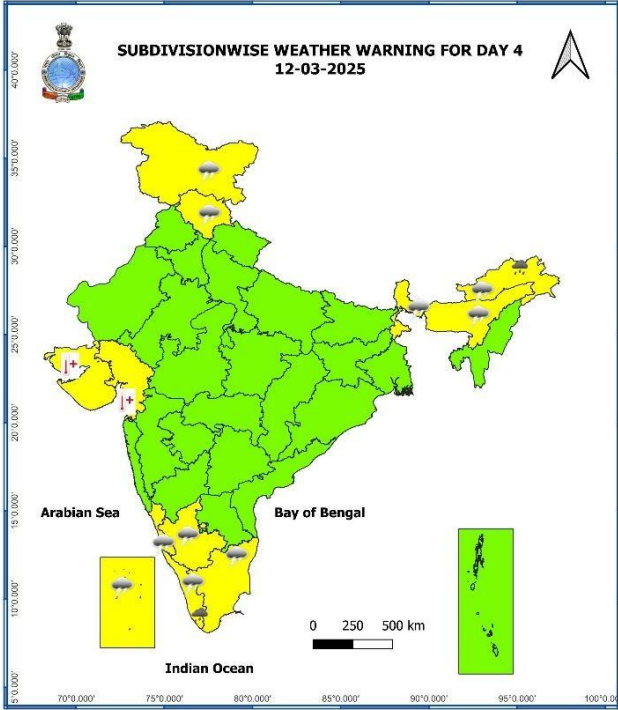 SUBDIVISIONWISE WEATHER WARNING FOR DAY 4
12-03-2025
40°0.000'
35°0.000'
30°0.000'
25°0.000'
20°0.000'
15°0.000'
10°0.000'
5°0.000'
Arabian Sea
Bay of Bengal
0 250 500 km
Indian Ocean
70°0.000' 75°0.000' 80°0.000' 85°0.000' 90°0.000' 95°0.000' 100°0.0